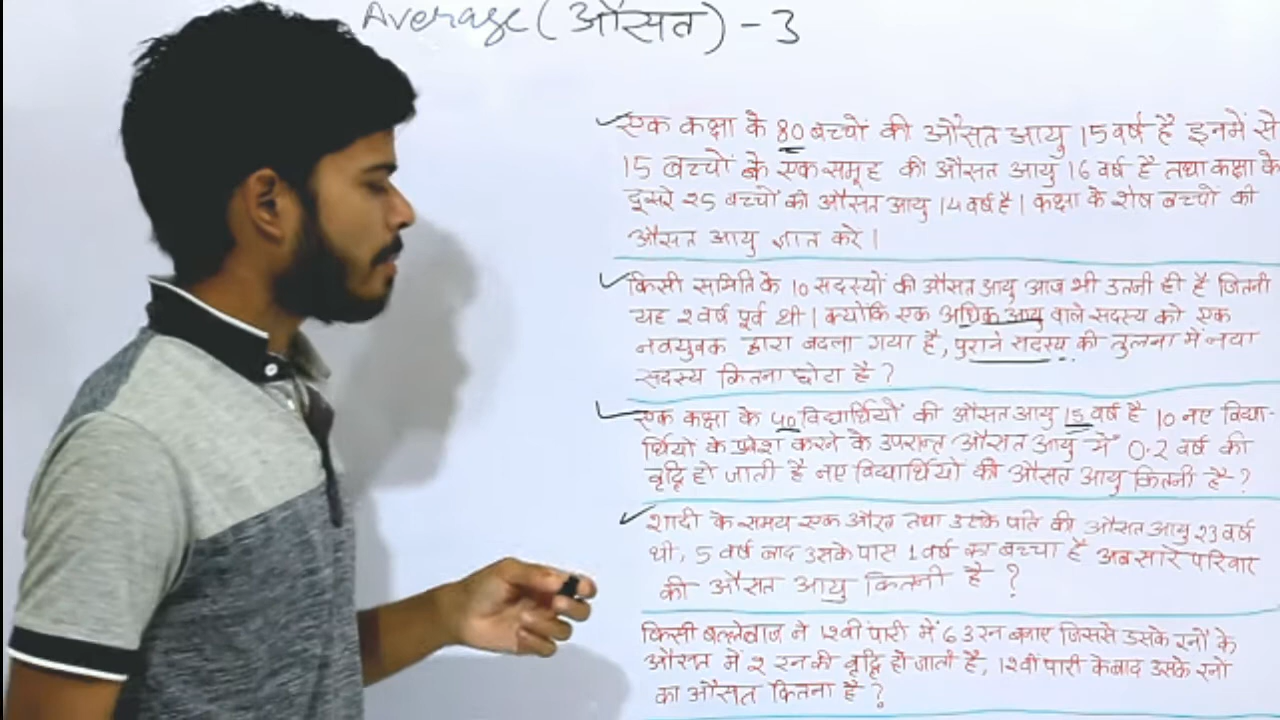 Average (औसत) - 3
एक कक्षा के 80 बच्चों की औसत आयु 15 वर्ष है इनमें से
15 बच्चों के एक समूह की औसत आयु 16 वर्ष है तथा कक्षा के
दूसरे 25 बच्चों की औसत आयु 14 वर्ष है। कक्षा के शेष बच्चों की
औसत आयु ज्ञात करे।
किसी समिति के 10 सदस्यों की औसत आयु आज भी उतनी ही है जितनी
यह 2 वर्ष पूर्व थी। क्योंकि एक अधिक आयु वाले सदस्य को एक
नवयुवक द्वारा बदला गया है, पुराने सदस्य की तुलना में नया
सदस्य कितना छोटा है?
एक कक्षा के 40 विद्यार्थियों की औसत आयु 15 वर्ष है 10 नए विद्या-
र्थियों के प्रवेश करने के उपरान्त औसत आयु में 0.2 वर्ष की
वृद्धि हो जाती है नए विद्यार्थियों की औसत आयु कितनी है?
शादी के समय एक औरत तथा उसके पति की औसत आयु 23 वर्ष
थी, 5 वर्ष बाद उसके पास 1 वर्ष का बच्चा है अब सारे परिवार
की औसत आयु कितनी है?
किसी बल्लेबाज ने 12वीं पारी में 63 रन बनाए जिससे उसके रनों के
औसत में 2 रन की वृद्धि हो जाती है, 12वीं पारी के बाद उसके रनों
का औसत कितना है?